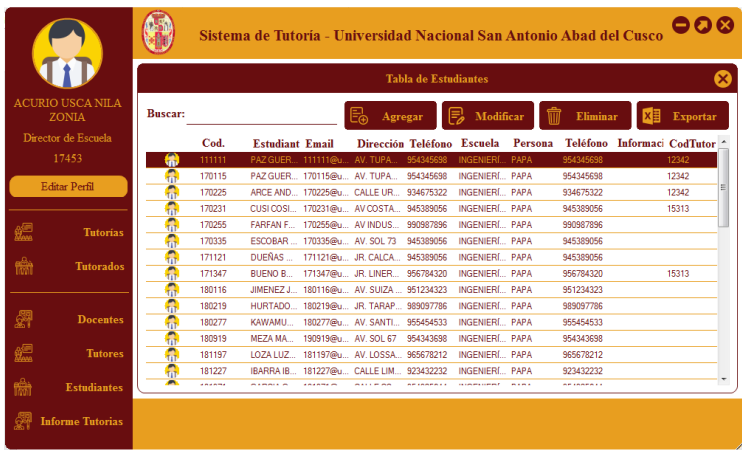 Sistema de Tutoría - Universidad Nacional San Antonio Abad del Cusco
ACURIO USCA NILA
ZONIA
Director de Escuela
17453
Editar Perfil
Tutorías
Tutorados
Docentes
Tutores
Estudiantes
Informe Tutorias
Tabla de Estudiantes
Buscar:
Agregar
Modificar
Eliminar
Exportar
Cod. Estudiant Email Dirección Teléfono Escuela Persona Teléfono Informaci CodTutor
111111 PAZ GUER... 111111@u... AV. TUPA... 954345698 INGENIERÍ... PAPA 954345698 12342
170115 PAZ GUER... 170115@u... AV. TUPA... 954345698 INGENIERÍ... PAPA 954345698 12342
170225 ARCE AND... 170225@u... CALLE UR... 934675322 INGENIERÍ... PAPA 934675322 12342
170231 CUSI COSI... 170231@u... AV COSTA... 945389056 INGENIERÍ... PAPA 945389056 15313
170255 FARFAN F... 170255@u... AV INDUS... 990987896 INGENIERÍ... PAPA 990987896
170335 ESCOBAR ... 170335@u... AV. SOL 73 945389056 INGENIERÍ... PAPA 945389056
171121 DUEÑAS ... 171121@u... JR. CALCA... 945389056 INGENIERÍ... PAPA 945389056
171347 BUENO B... 171347@u... JR. LINER... 956784320 INGENIERÍ... PAPA 956784320 15313
180116 JIMENEZ J... 180116@u... AV. SUIZA ... 951234323 INGENIERÍ... PAPA 951234323
180219 HURTADO... 180219@u... JR. TARAP... 989097786 INGENIERÍ... PAPA 989097786
180277 KAWAMU... 180277@u... AV. SANTI... 955454533 INGENIERÍ... PAPA 955454533
180919 MEZA MA... 190919@u... AV. SOL 67 954343698 INGENIERÍ... PAPA 954343698
181197 LOZA LUZ... 181197@u... AV. LOSSA... 965678212 INGENIERÍ... PAPA 965678212
181227 IBARRA IB... 181227@u... CALLE LIM... 923432232 INGENIERÍ... PAPA 923432232